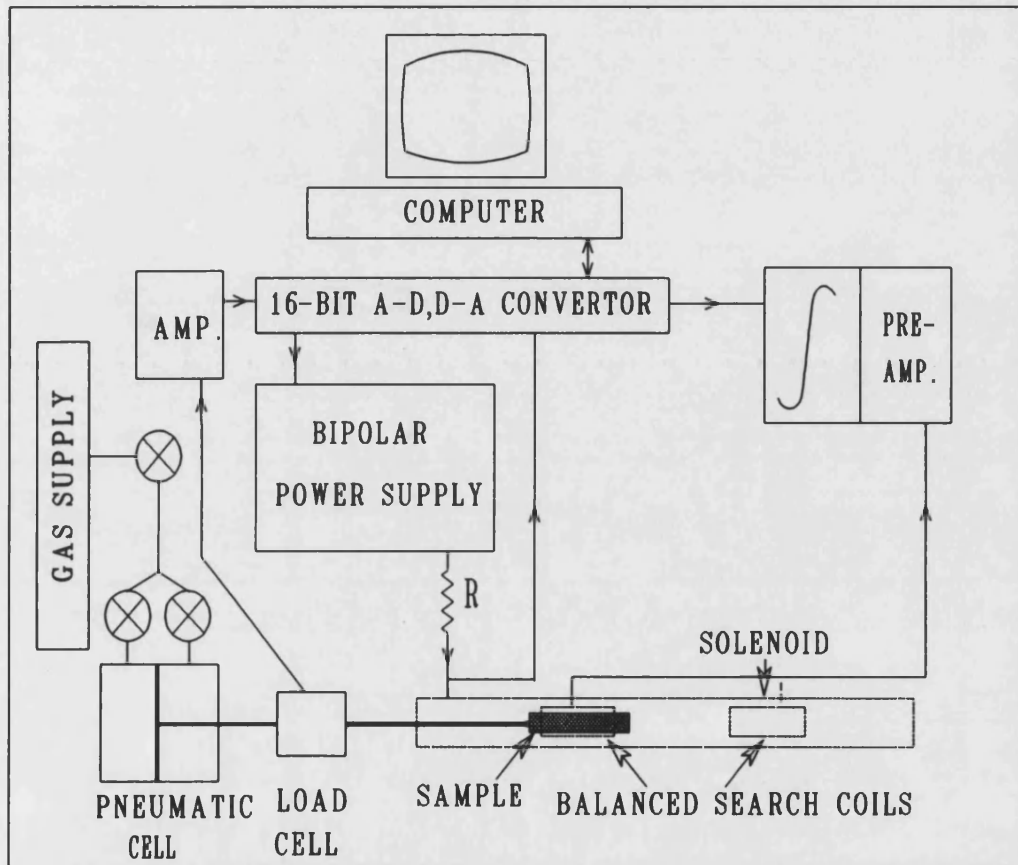 COMPUTER
16-BIT A-D,D-A CONVERTOR
AMP.
PRE-
AMP.
GAS SUPPLY
BIPOLAR
POWER SUPPLY
R
SOLENOID
PNEUMATIC
CELL
LOAD
CELL
SAMPLE
BALANCED SEARCH COILS